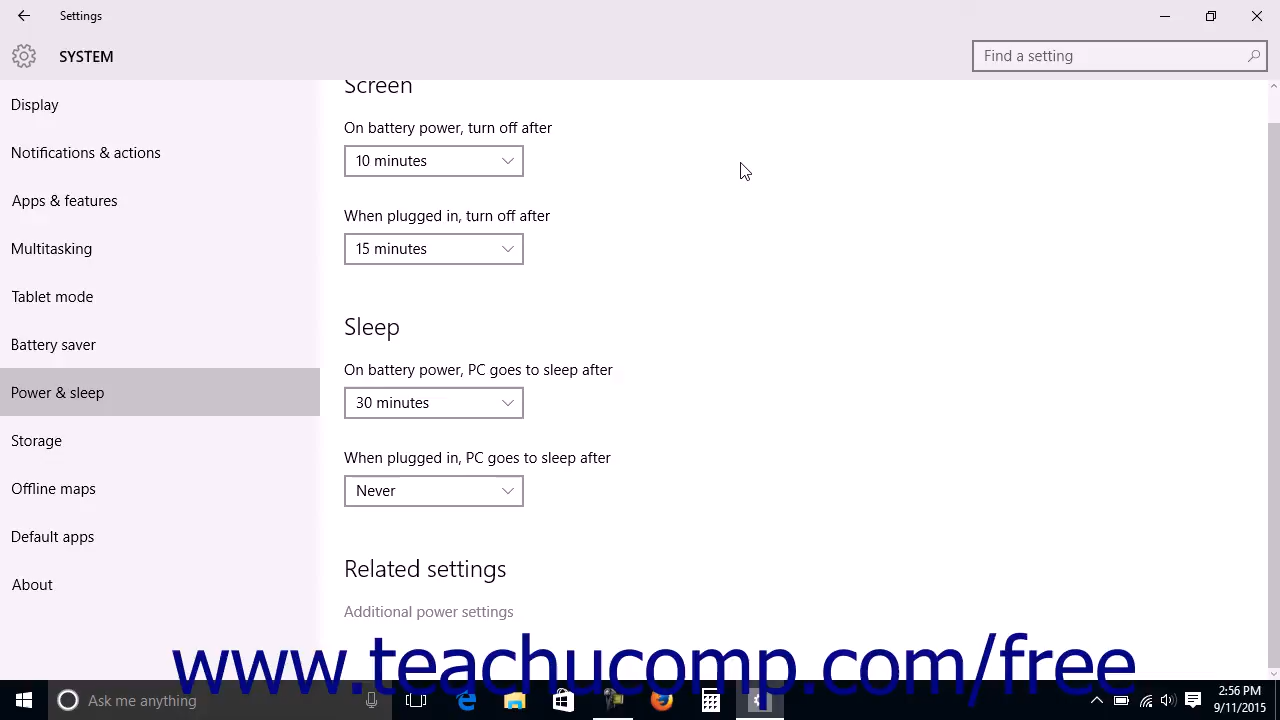 Settings
SYSTEM
Find a setting
Display
Notifications & actions
Apps & features
Multitasking
Tablet mode
Battery saver
Power & sleep
Storage
Offline maps
Default apps
About
Screen
On battery power, turn off after
10 minutes
When plugged in, turn off after
15 minutes
Sleep
On battery power, PC goes to sleep after
30 minutes
When plugged in, PC goes to sleep after
Never
Related settings
Additional power settings
www.teachucomp.com/free
Ask me anything
2:56 PM
9/11/2015